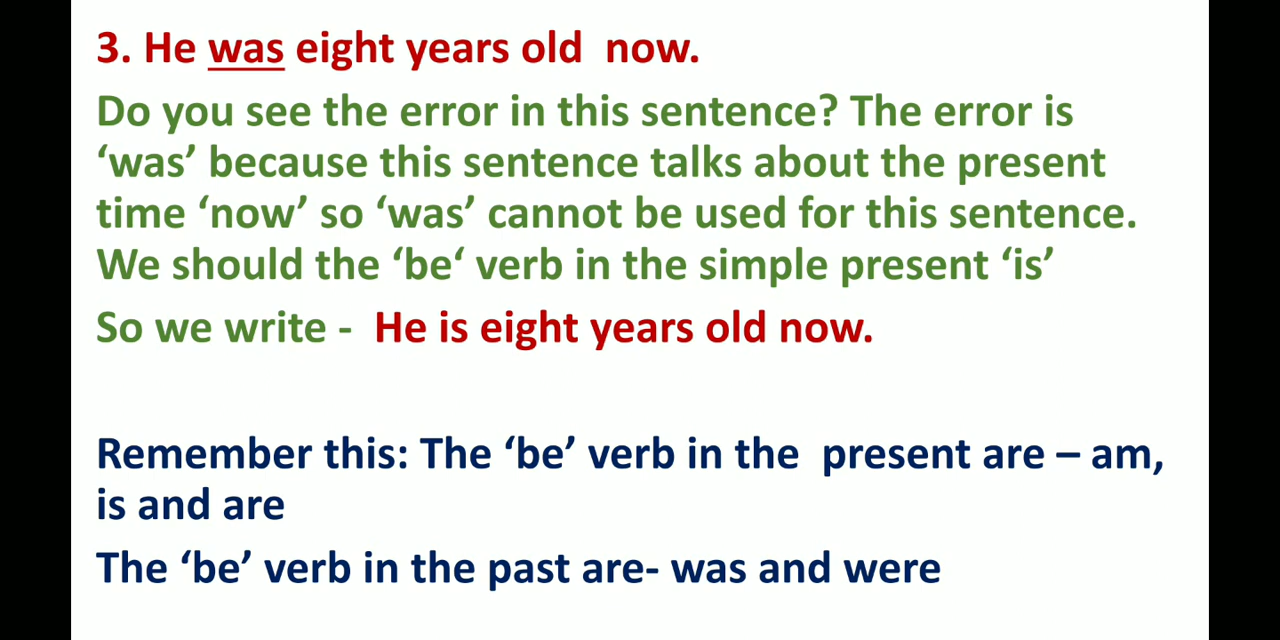 3. He was eight years old  now.
Do you see the error in this sentence? The error is
‘was’ because this sentence talks about the present
time ‘now’ so ‘was’ cannot be used for this sentence.
We should the ‘be‘ verb in the simple present ‘is’
So we write -  He is eight years old now.
Remember this: The ‘be’ verb in the  present are – am,
is and are
The ‘be’ verb in the past are- was and were